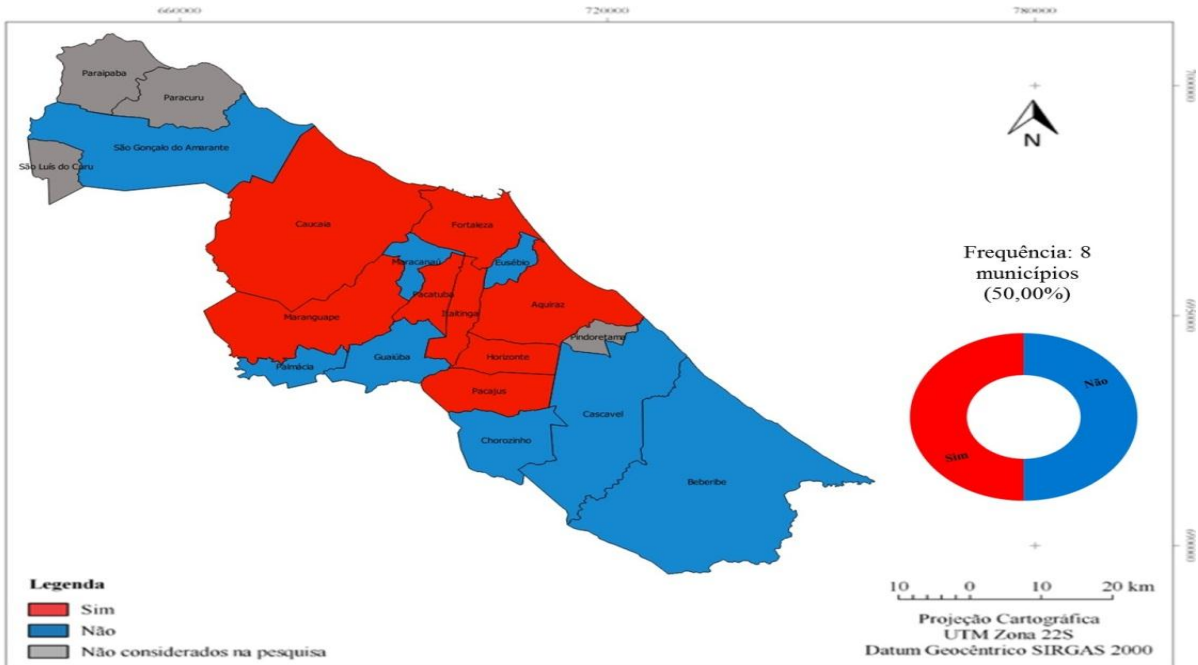 660000
720000
780000
Paraipaba
Paracuru
700000
São Gonçalo do Amarante
São Luís do Curu
N
Caucaia
Fortaleza
Maracanaú
Eusébio
Pacatuba
Aquiraz
Itaitinga
Maranguape
Frequência: 8
municípios
(50,00%)
Pindoretama
Horizonte
Guaiúba
Palmácia
Pacajus
Cascavel
Chorozinho
Beberibe
Não
Sim
Legenda
Sim
Não
Não considerados na pesquisa
10 0 10 20 km
Projeção Cartográfica
UTM Zona 22S
Datum Geocêntrico SIRGAS 2000